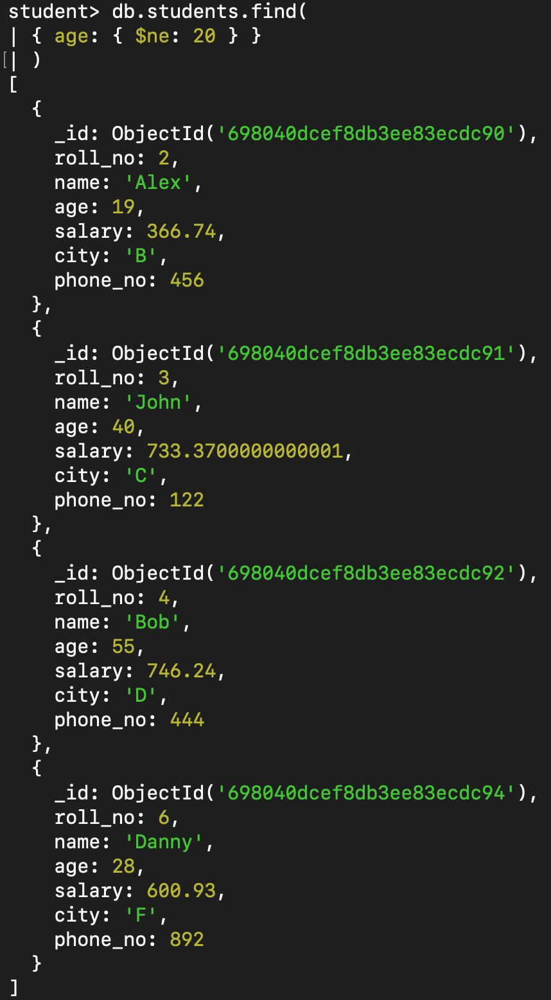 student> db.students.find(
| { age: { $ne: 20 } }
[| )
[
  {
    _id: ObjectId('698040dcef8db3ee83ecdc90'),
    roll_no: 2,
    name: 'Alex',
    age: 19,
    salary: 366.74,
    city: 'B',
    phone_no: 456
  },
  {
    _id: ObjectId('698040dcef8db3ee83ecdc91'),
    roll_no: 3,
    name: 'John',
    age: 40,
    salary: 733.3700000000001,
    city: 'C',
    phone_no: 122
  },
  {
    _id: ObjectId('698040dcef8db3ee83ecdc92'),
    roll_no: 4,
    name: 'Bob',
    age: 55,
    salary: 746.24,
    city: 'D',
    phone_no: 444
  },
  {
    _id: ObjectId('698040dcef8db3ee83ecdc94'),
    roll_no: 6,
    name: 'Danny',
    age: 28,
    salary: 600.93,
    city: 'F',
    phone_no: 892
  }
]